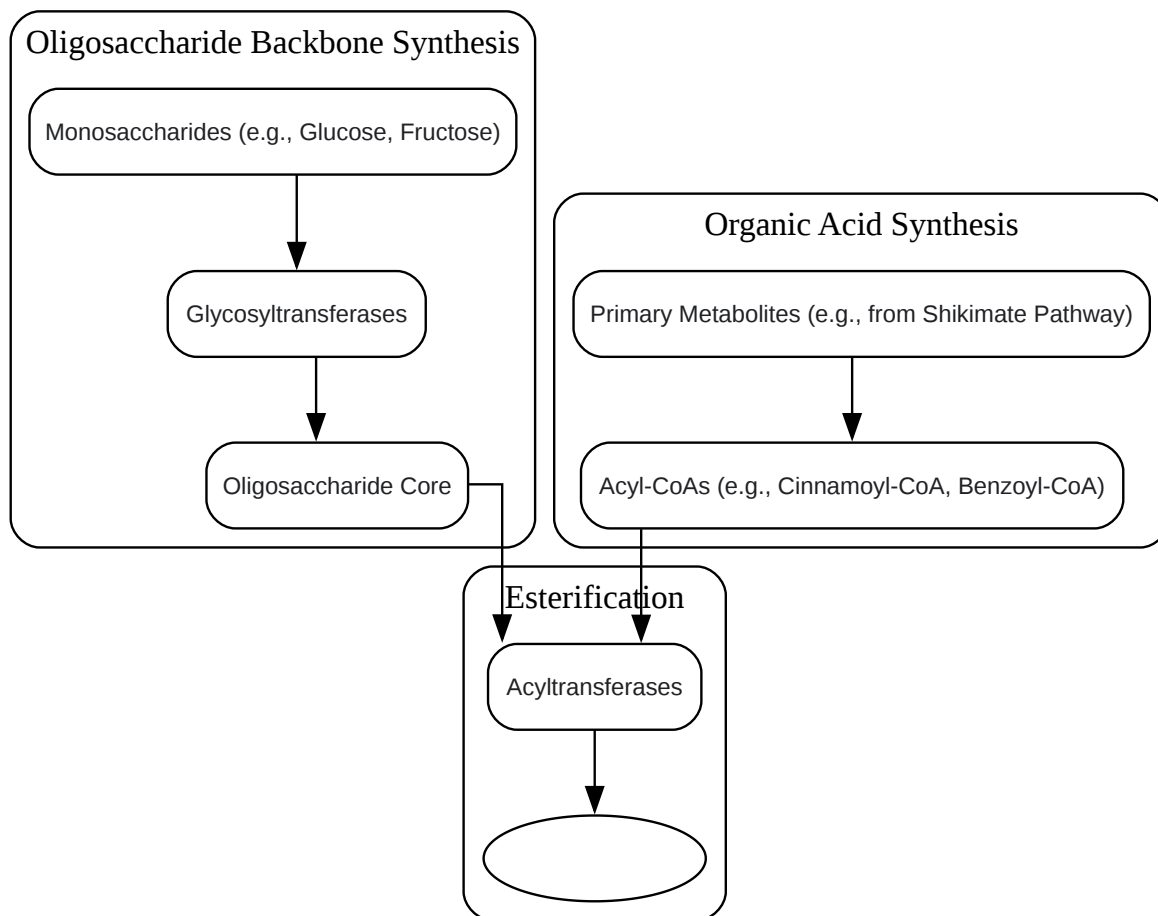 Oligosaccharide Backbone Synthesis
Monosaccharides (e.g., Glucose, Fructose)
Glycosyltransferases
Oligosaccharide Core
Organic Acid Synthesis
Primary Metabolites (e.g., from Shikimate Pathway)
Acyl-CoAs (e.g., Cinnamoyl-CoA, Benzoyl-CoA)
Esterification
Acyltransferases